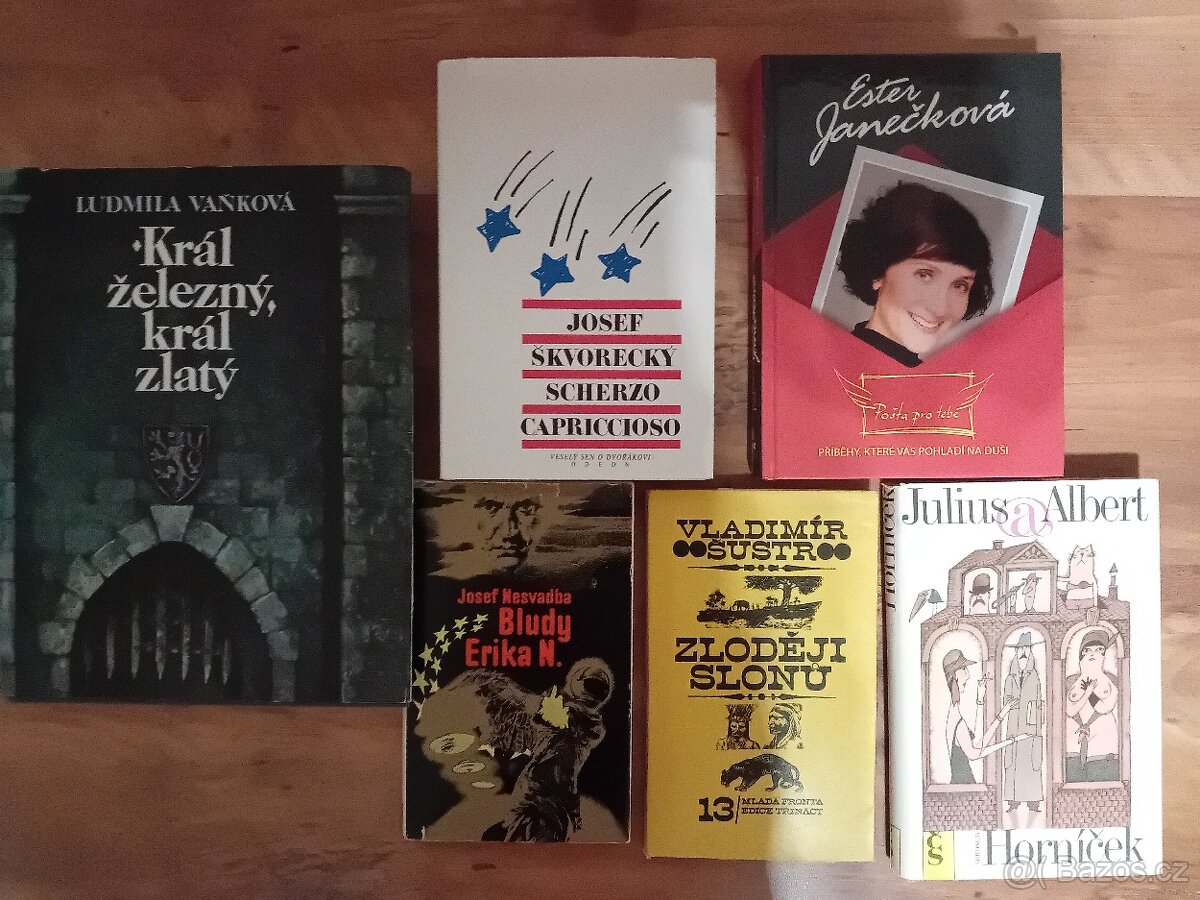 LUDMILA VAŇKOVÁ
Král
železný,
král
zlatý
JOSEF
ŠKVORECKÝ
SCHERZO
CAPRICCIOSO
VESELÝ SEN O DVOŘÁKOVI
ODEON
Ester
Janečková
Pošta pro tebe
PŘÍBĚHY, KTERÉ VÁS POHLADÍ NA DUŠI
Josef Nesvadba
Bludy
Erika N.
VLADIMÍR
ŠUSTR
ZLODĚJI
SLONŮ
13 MLADÁ FRONTA
EDICE TŘINÁCT
Horníček
Julius a Albert
čs
Horníček
Bazos.cz